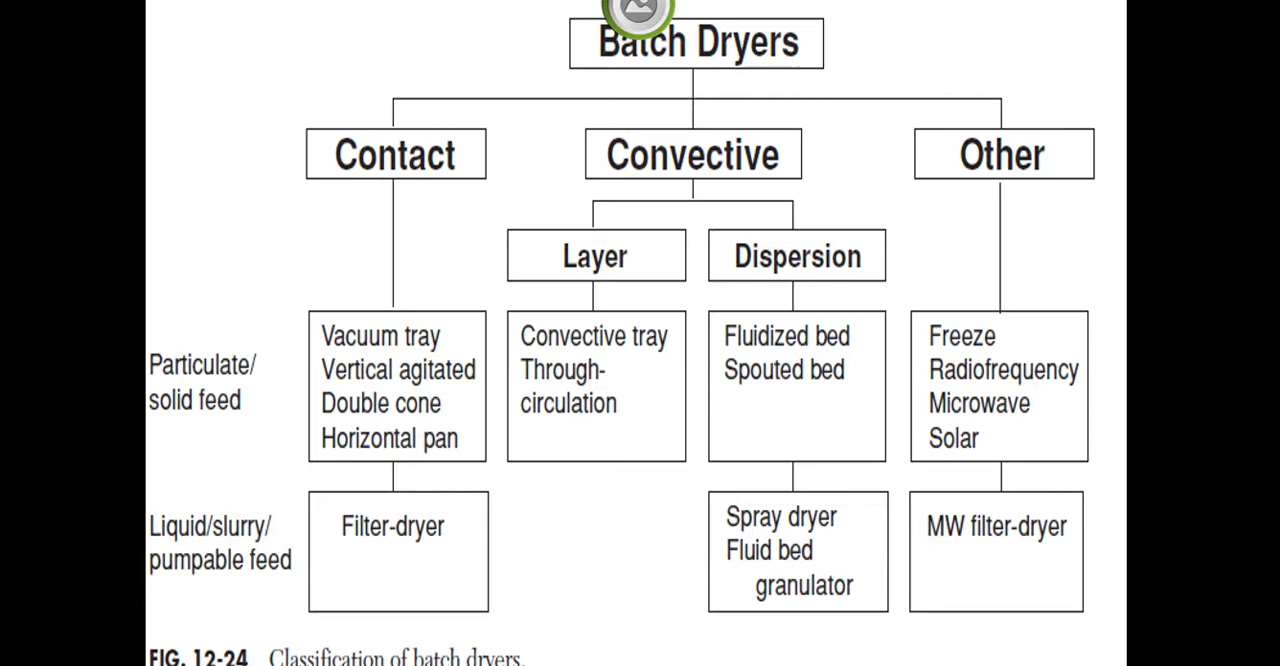 Batch Dryers
Contact
Convective
Other
Layer
Dispersion
Particulate/
solid feed
Vacuum tray
Vertical agitated
Double cone
Horizontal pan
Convective tray
Through-
circulation
Fluidized bed
Spouted bed
Freeze
Radiofrequency
Microwave
Solar
Liquid/slurry/
pumpable feed
Filter-dryer
Spray dryer
Fluid bed
granulator
MW filter-dryer
FIG. 12-24 Classification of batch dryers.